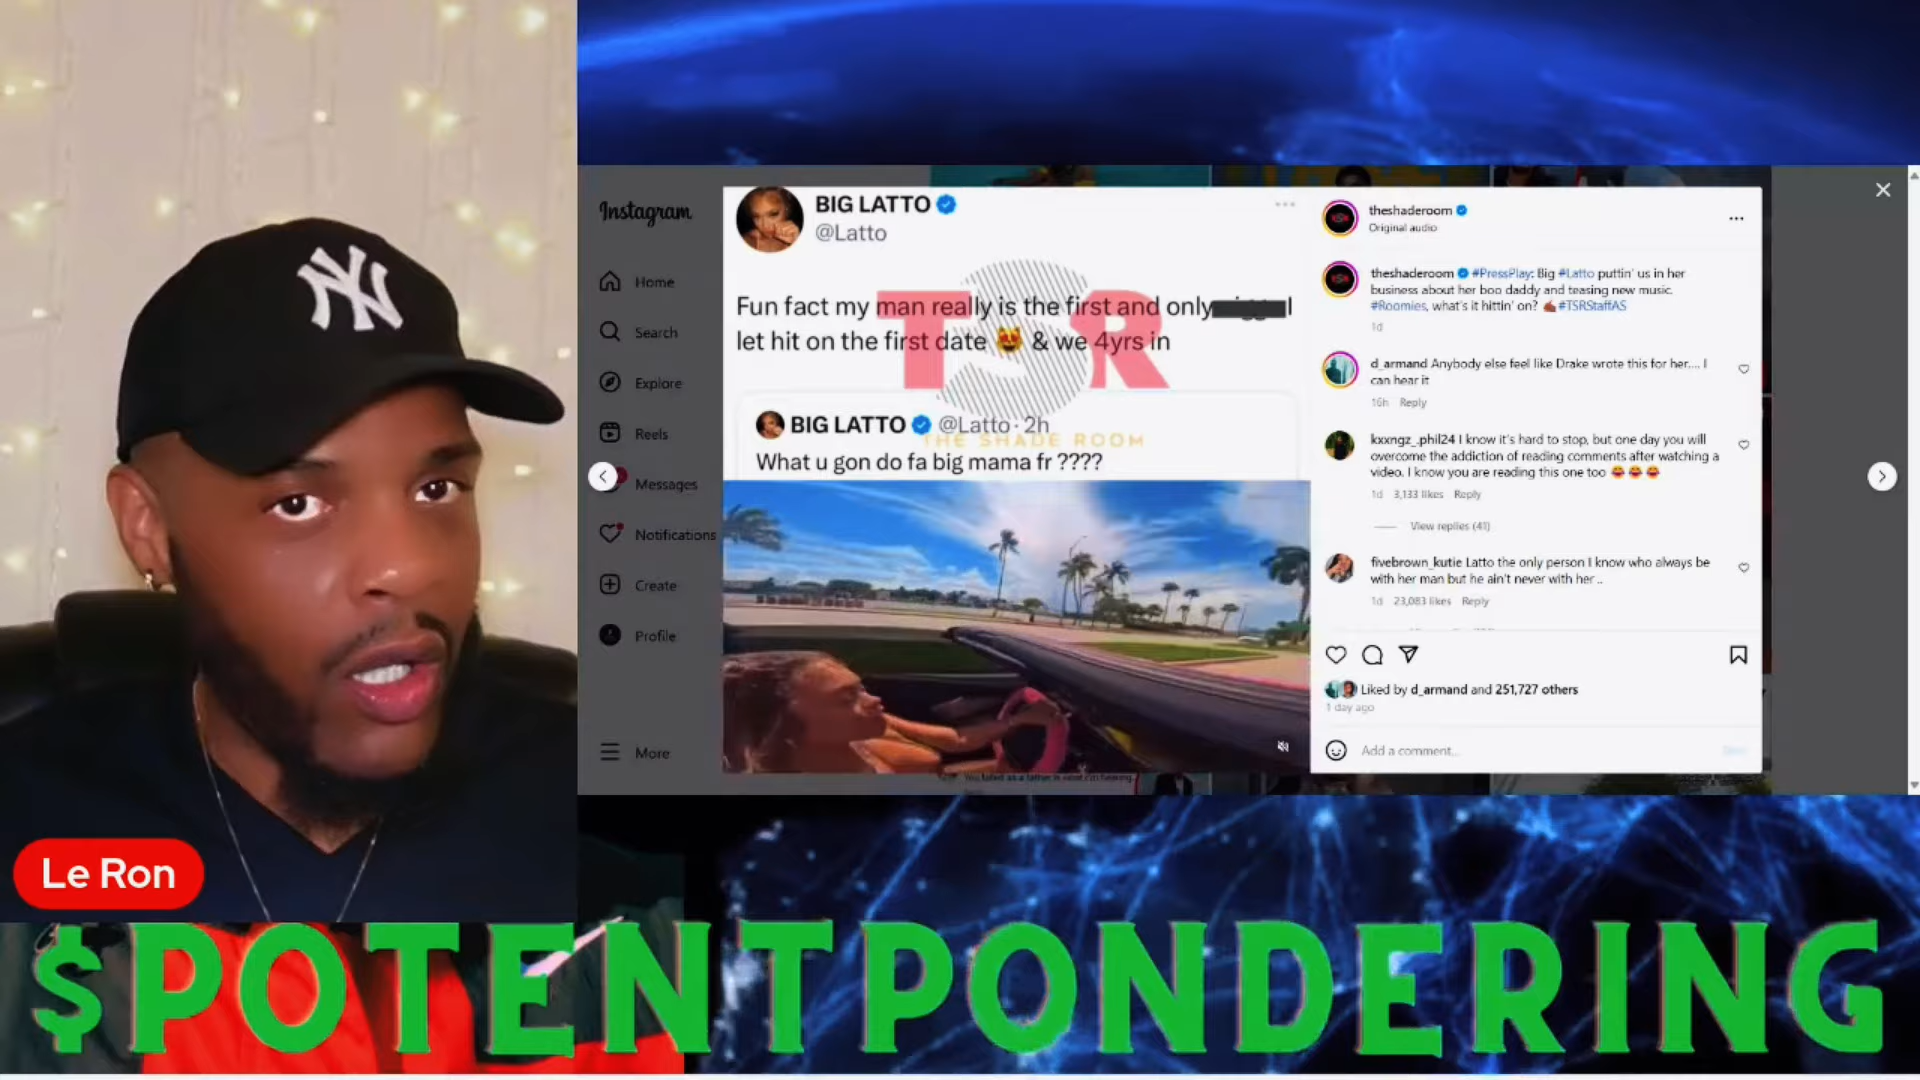 NY
Le Ron
$POTENTPONDERING
Instagram
Home
Search
Explore
Reels
Messages
Notifications
Create
Profile
More
BIG LATTO
@Latto
Fun fact my man really is the first and only I
let hit on the first date 😻 & we 4yrs in
TSR
THE SHADE ROOM
BIG LATTO @Latto · 2h
What u gon do fa big mama fr ????
theshaderoom
Original audio
theshaderoom #PressPlay: Big #Latto puttin' us in her
business about her boo daddy and teasing new music.
#Roomies, what's it hittin' on? ✍🏾 #TSRStaffAS
1d
d_armand Anybody else feel like Drake wrote this for her.... I
can hear it
16h Reply
kxxngz_.phil24 I know it's hard to stop, but one day you will
overcome the addiction of reading comments after watching a
video. I know you are reading this one too 😂😂😂
1d 3,133 likes Reply
View replies (41)
fivebrown_kutie Latto the only person I know who always be
with her man but he ain't never with her ..
1d 23,083 likes Reply
Liked by d_armand and 251,727 others
1 day ago
Add a comment...